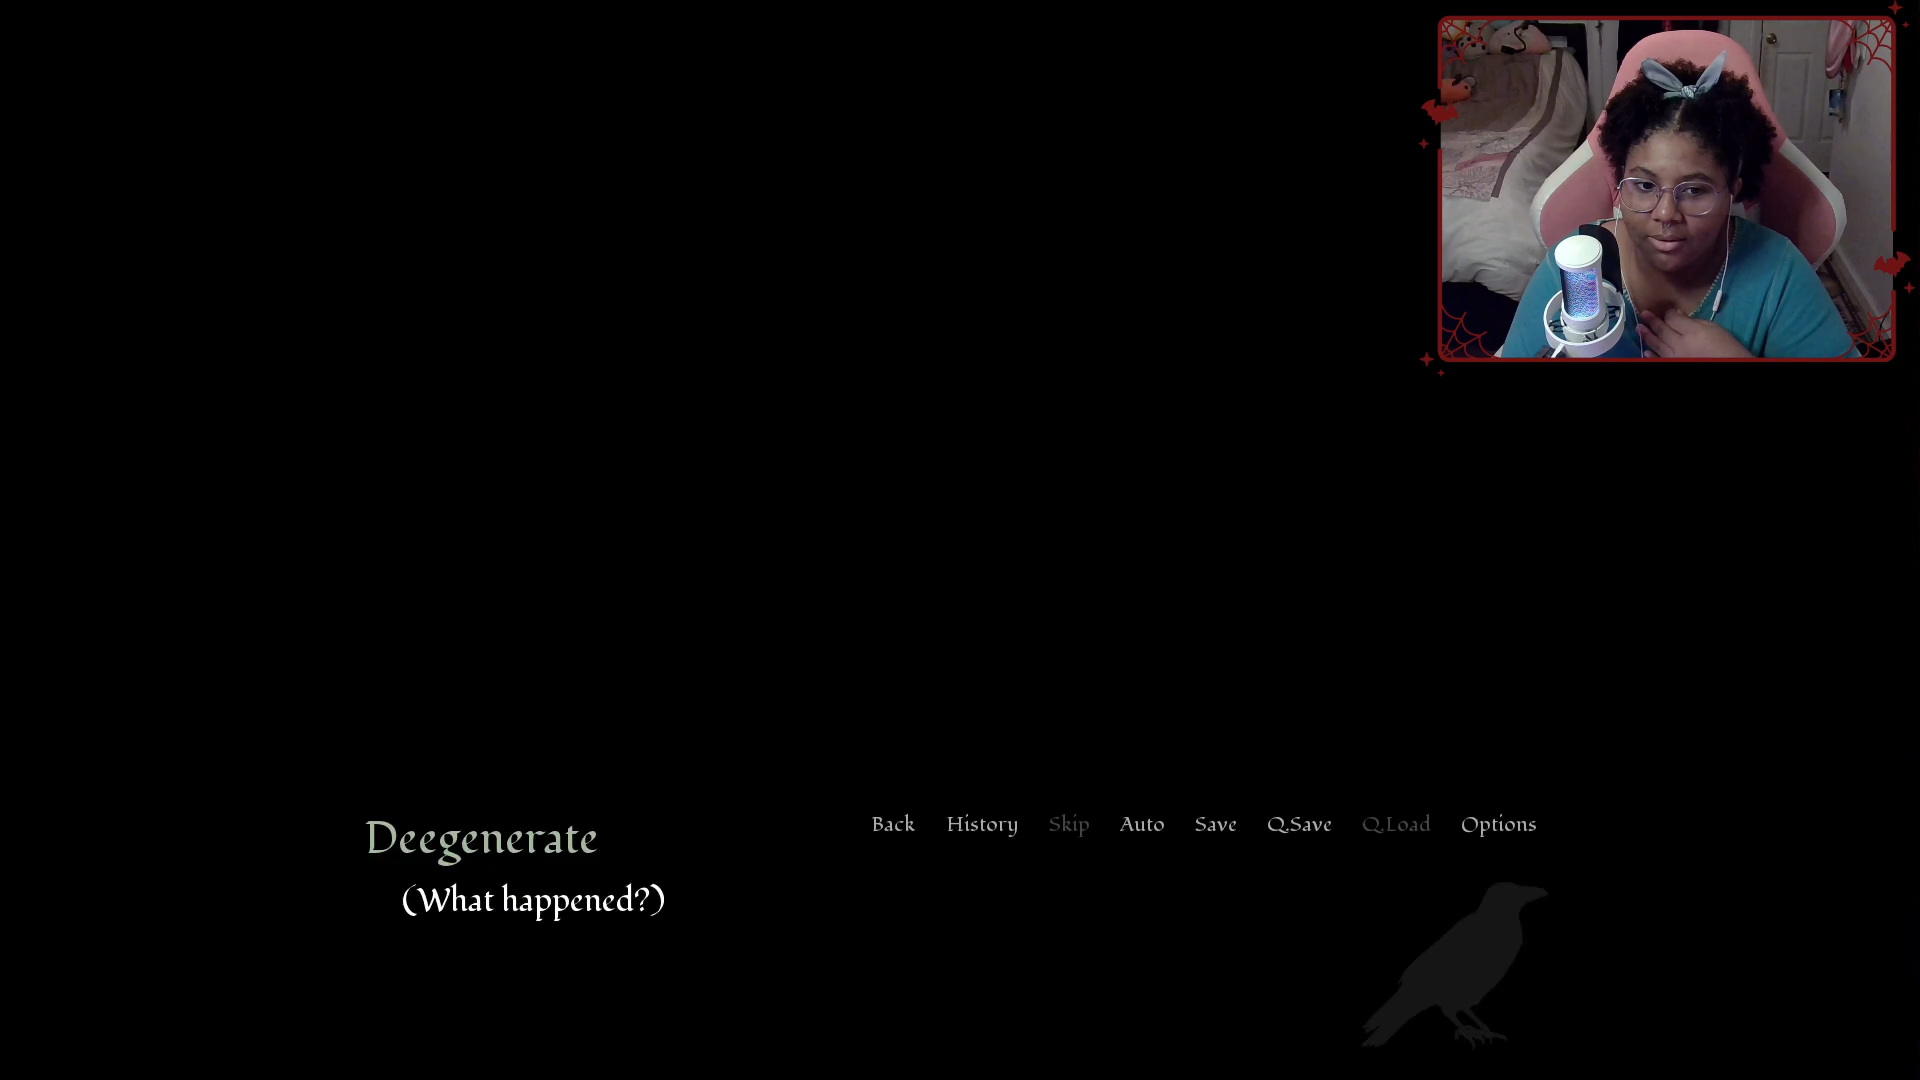 Deegenerate
Back History Skip Auto Save Q.Save Q.Load Options
(What happened?)